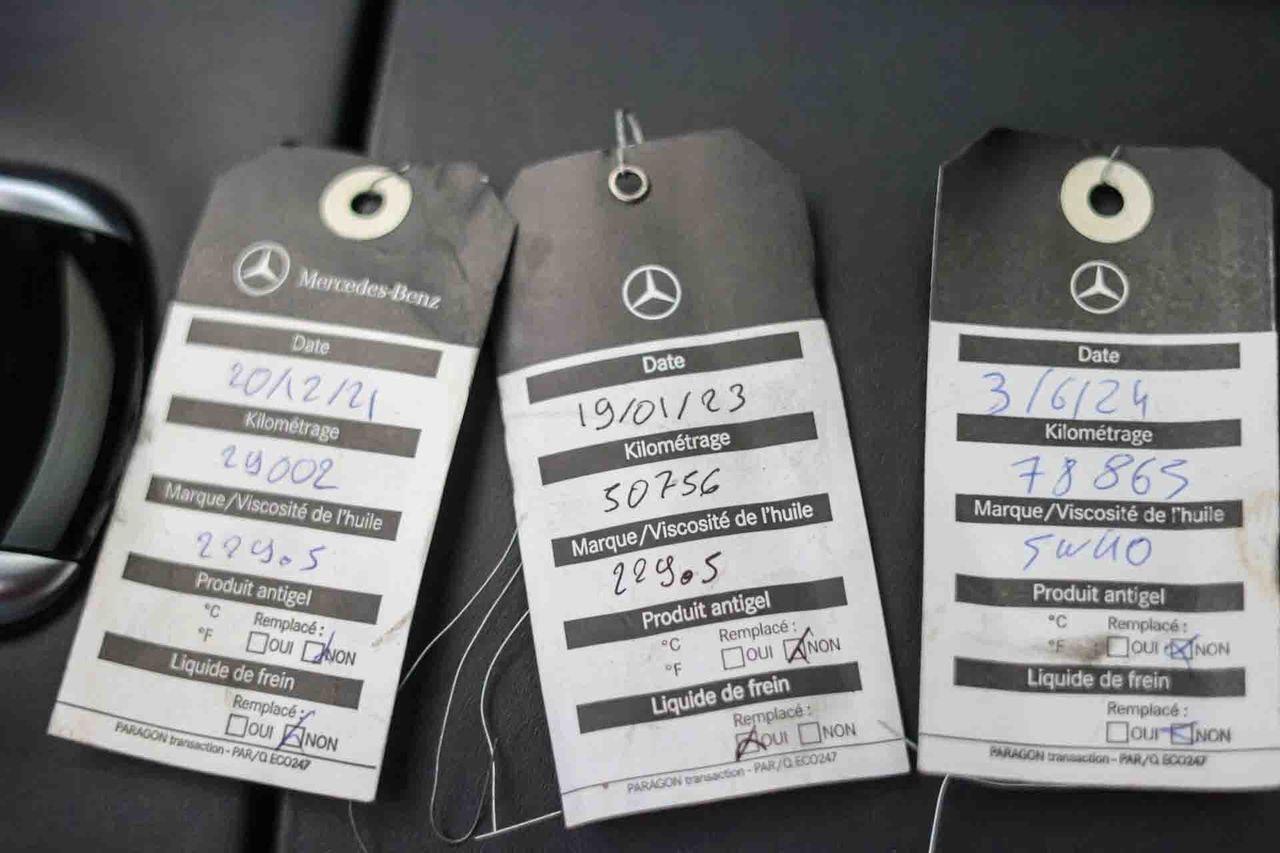 Mercedes-Benz
Date
20/12/21
Kilométrage
29002
Marque/Viscosité de l'huile
229.5
Produit antigel
°C Remplacé :
°F OUI NON
Liquide de frein
Remplacé :
OUI NON
PARAGON transaction - PAR/Q ECO247
Date
19/01/23
Kilométrage
50756
Marque/Viscosité de l'huile
229.5
Produit antigel
°C Remplacé :
°F OUI NON
Liquide de frein
Remplacé :
OUI NON
PARAGON transaction - PAR/Q ECO247
Date
3/6/24
Kilométrage
78865
Marque/Viscosité de l'huile
5W40
Produit antigel
°C Remplacé :
°F OUI NON
Liquide de frein
Remplacé :
OUI NON
PARAGON transaction - PAR/Q ECO247